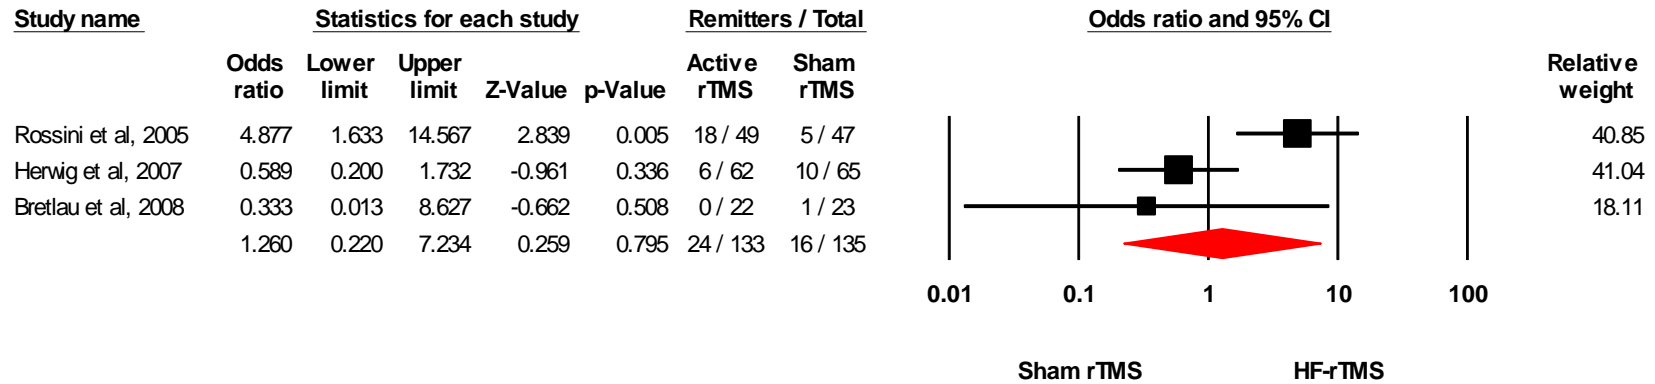 Study name Statistics for each study Remitters / Total Odds ratio and 95% CI
Odds Lower Upper Active Sham Relative
ratio limit limit Z-Value p-Value rTMS rTMS weight
Rossini et al, 2005 4.877 1.633 14.567 2.839 0.005 18 / 49 5 / 47 40.85
Herwig et al, 2007 0.589 0.200 1.732 -0.961 0.336 6 / 62 10 / 65 41.04
Bretlau et al, 2008 0.333 0.013 8.627 -0.662 0.508 0 / 22 1 / 23 18.11
1.260 0.220 7.234 0.259 0.795 24 / 133 16 / 135
0.01 0.1 1 10 100
Sham rTMS HF-rTMS